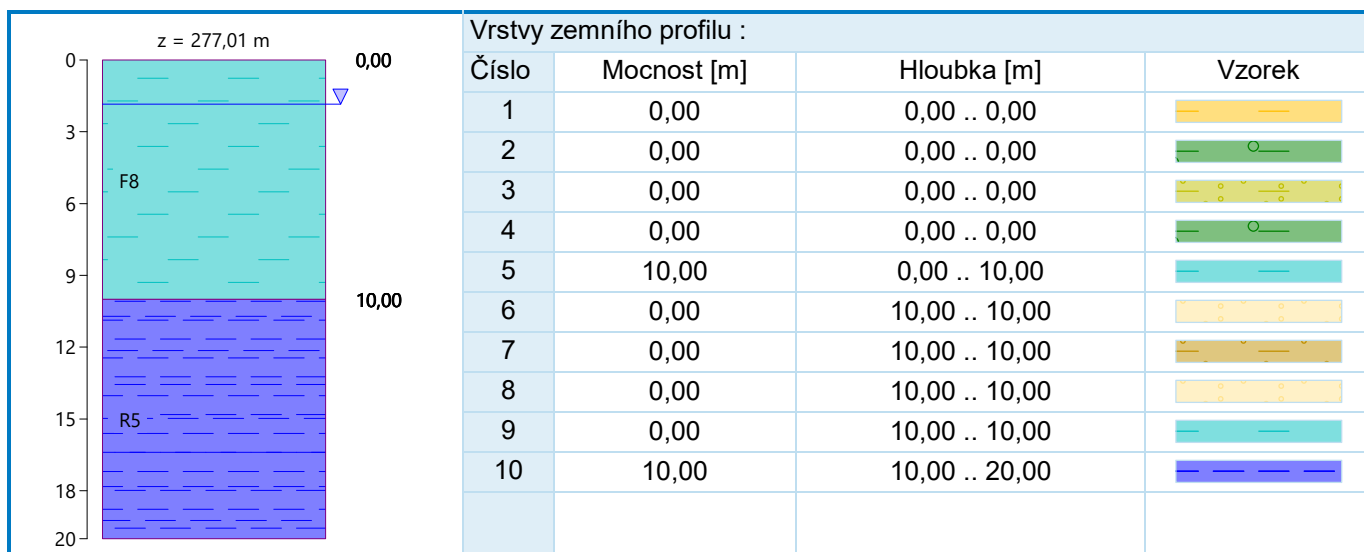 z = 277,01 m
0
0,00
3
F8
6
9
10,00
12
15
R5
18
20
Vrstvy zemního profilu :
Číslo Mocnost [m] Hloubka [m] Vzorek
1 0,00 0,00 .. 0,00
2 0,00 0,00 .. 0,00
3 0,00 0,00 .. 0,00
4 0,00 0,00 .. 0,00
5 10,00 0,00 .. 10,00
6 0,00 10,00 .. 10,00
7 0,00 10,00 .. 10,00
8 0,00 10,00 .. 10,00
9 0,00 10,00 .. 10,00
10 10,00 10,00 .. 20,00